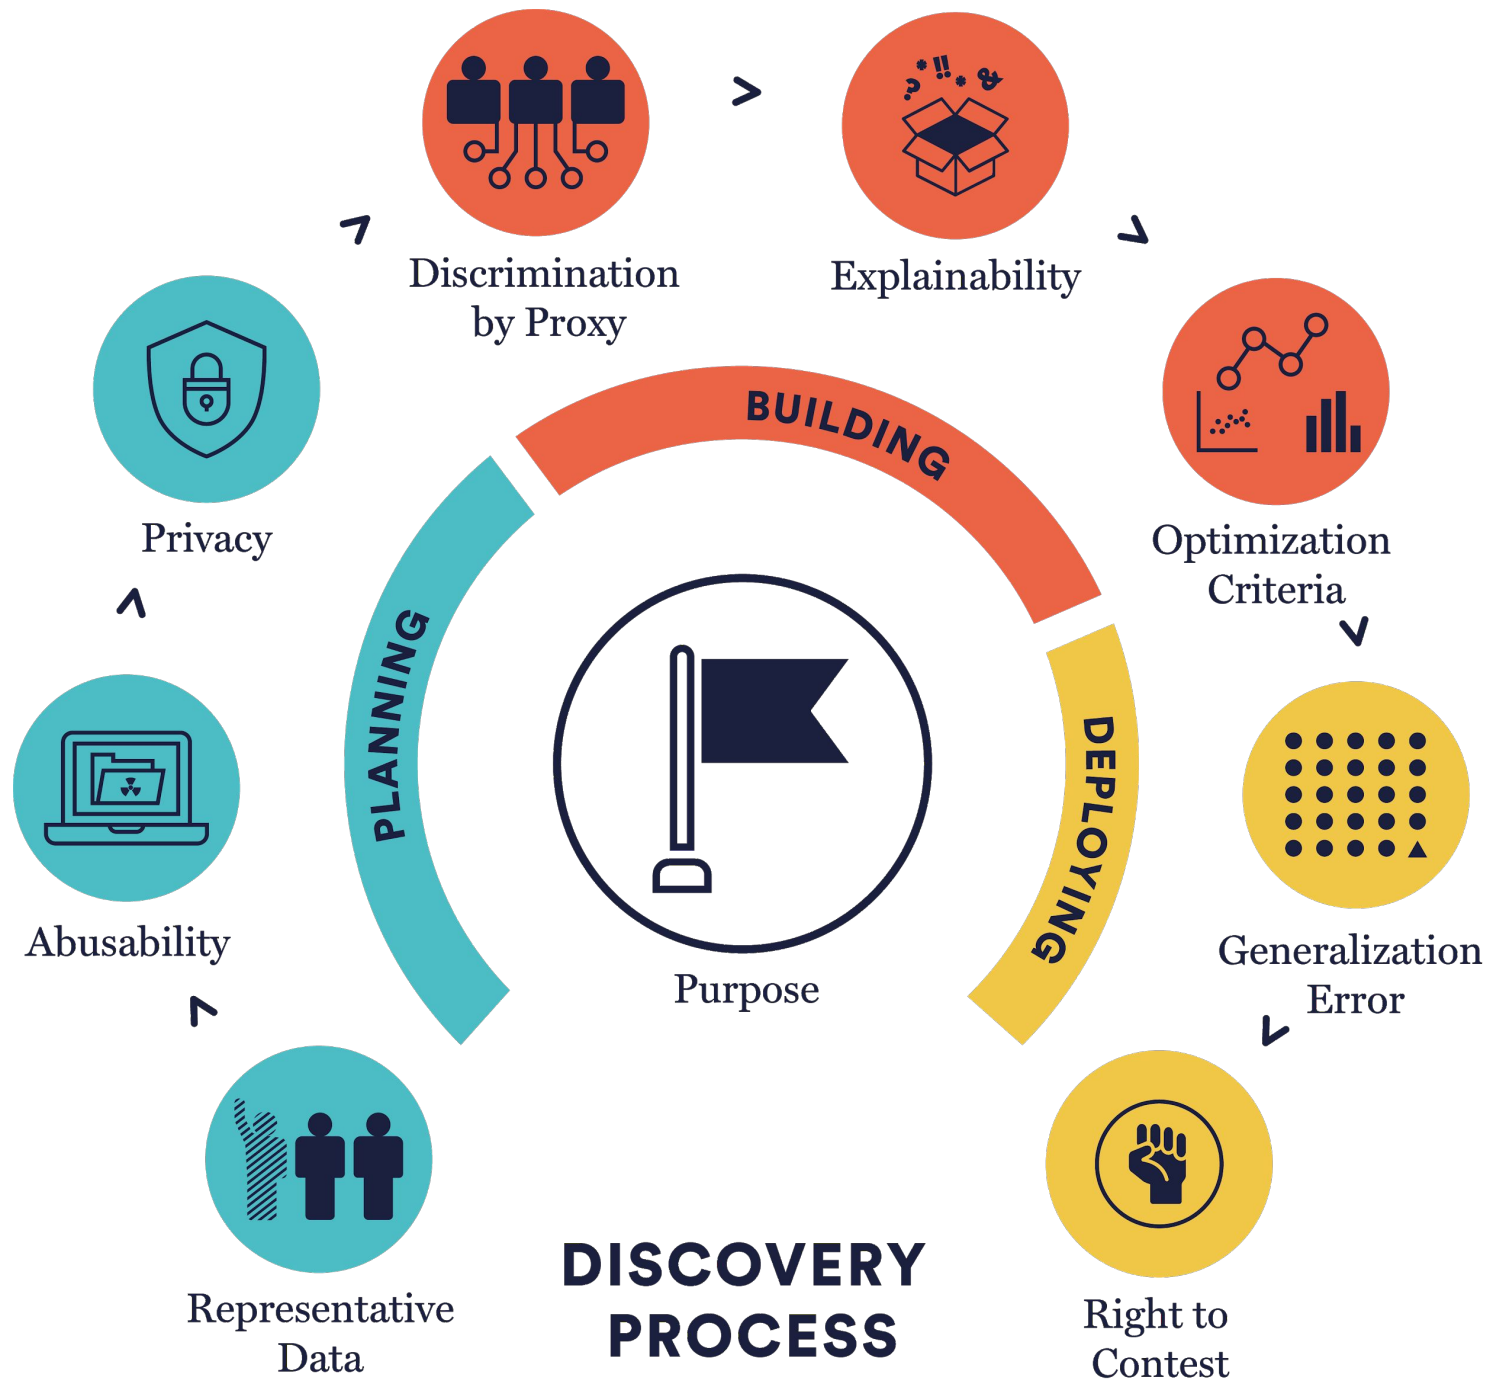 Discrimination
by Proxy
Explainability
Privacy
Optimization
Criteria
BUILDING
PLANNING
DEPLOYING
Abusability
Generalization
Error
Purpose
Representative
Data
Right to
Contest
DISCOVERY
PROCESS